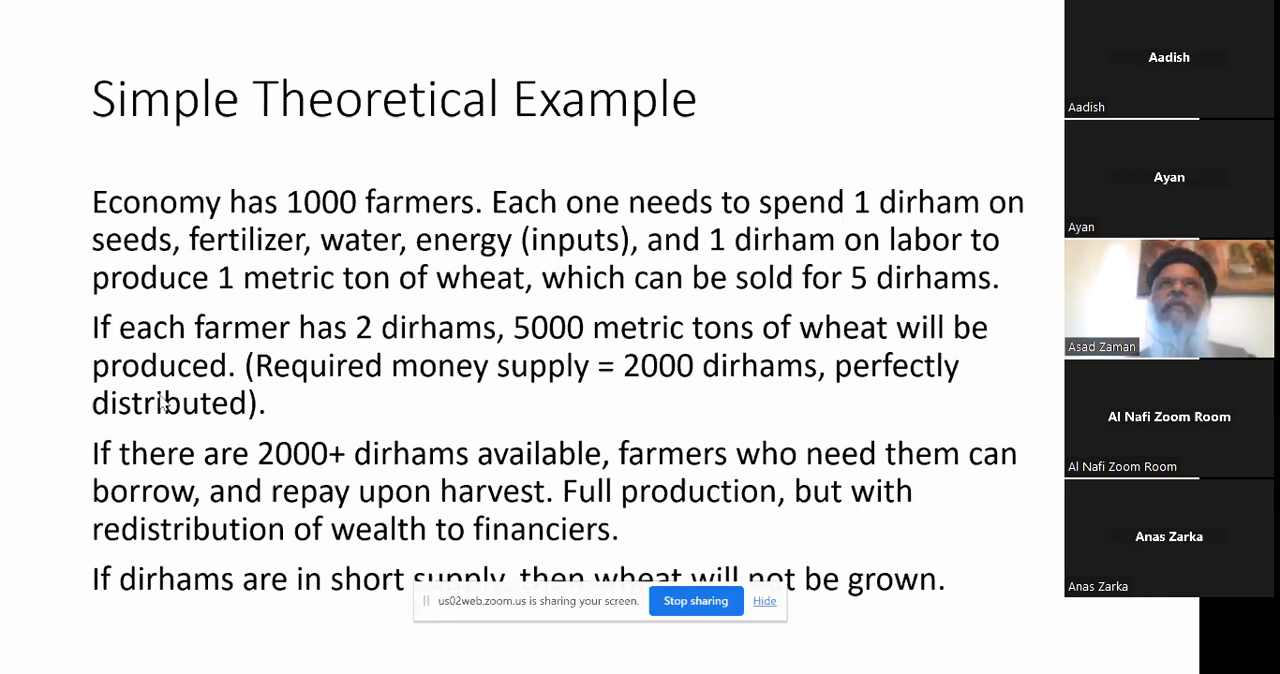 Simple Theoretical Example
Economy has 1000 farmers. Each one needs to spend 1 dirham on
seeds, fertilizer, water, energy (inputs), and 1 dirham on labor to
produce 1 metric ton of wheat, which can be sold for 5 dirhams.
If each farmer has 2 dirhams, 5000 metric tons of wheat will be
produced. (Required money supply = 2000 dirhams, perfectly
distributed).
If there are 2000+ dirhams available, farmers who need them can
borrow, and repay upon harvest. Full production, but with
redistribution of wealth to financiers.
If dirhams are in short supply, then wheat will not be grown.
us02web.zoom.us is sharing your screen. Stop sharing Hide
Aadish
Aadish
Ayan
Ayan
Asad Zaman
Al Nafi Zoom Room
Al Nafi Zoom Room
Anas Zarka
Anas Zarka